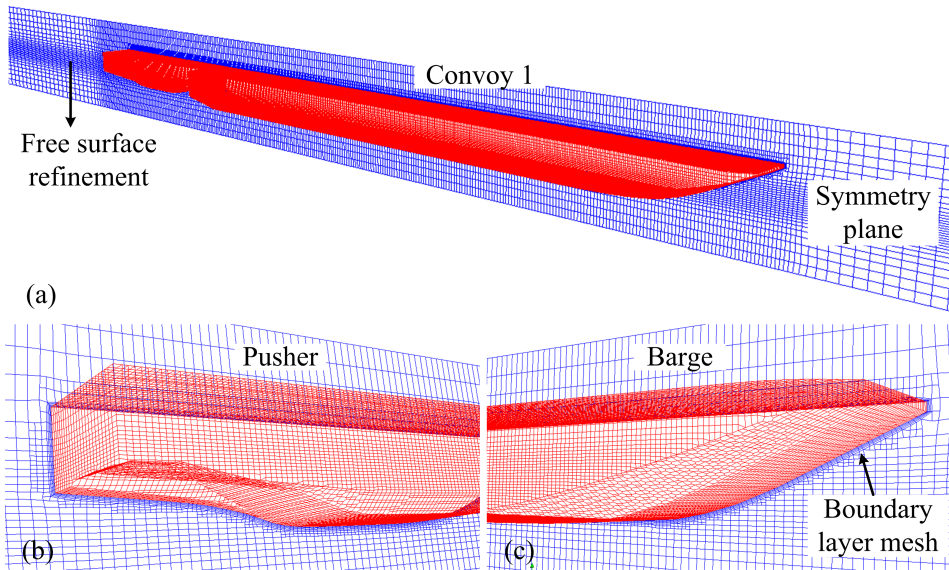 Convoy 1
Free surface
refinement
Symmetry
plane
(a)
Pusher
Barge
Boundary
layer mesh
(b)
(c)